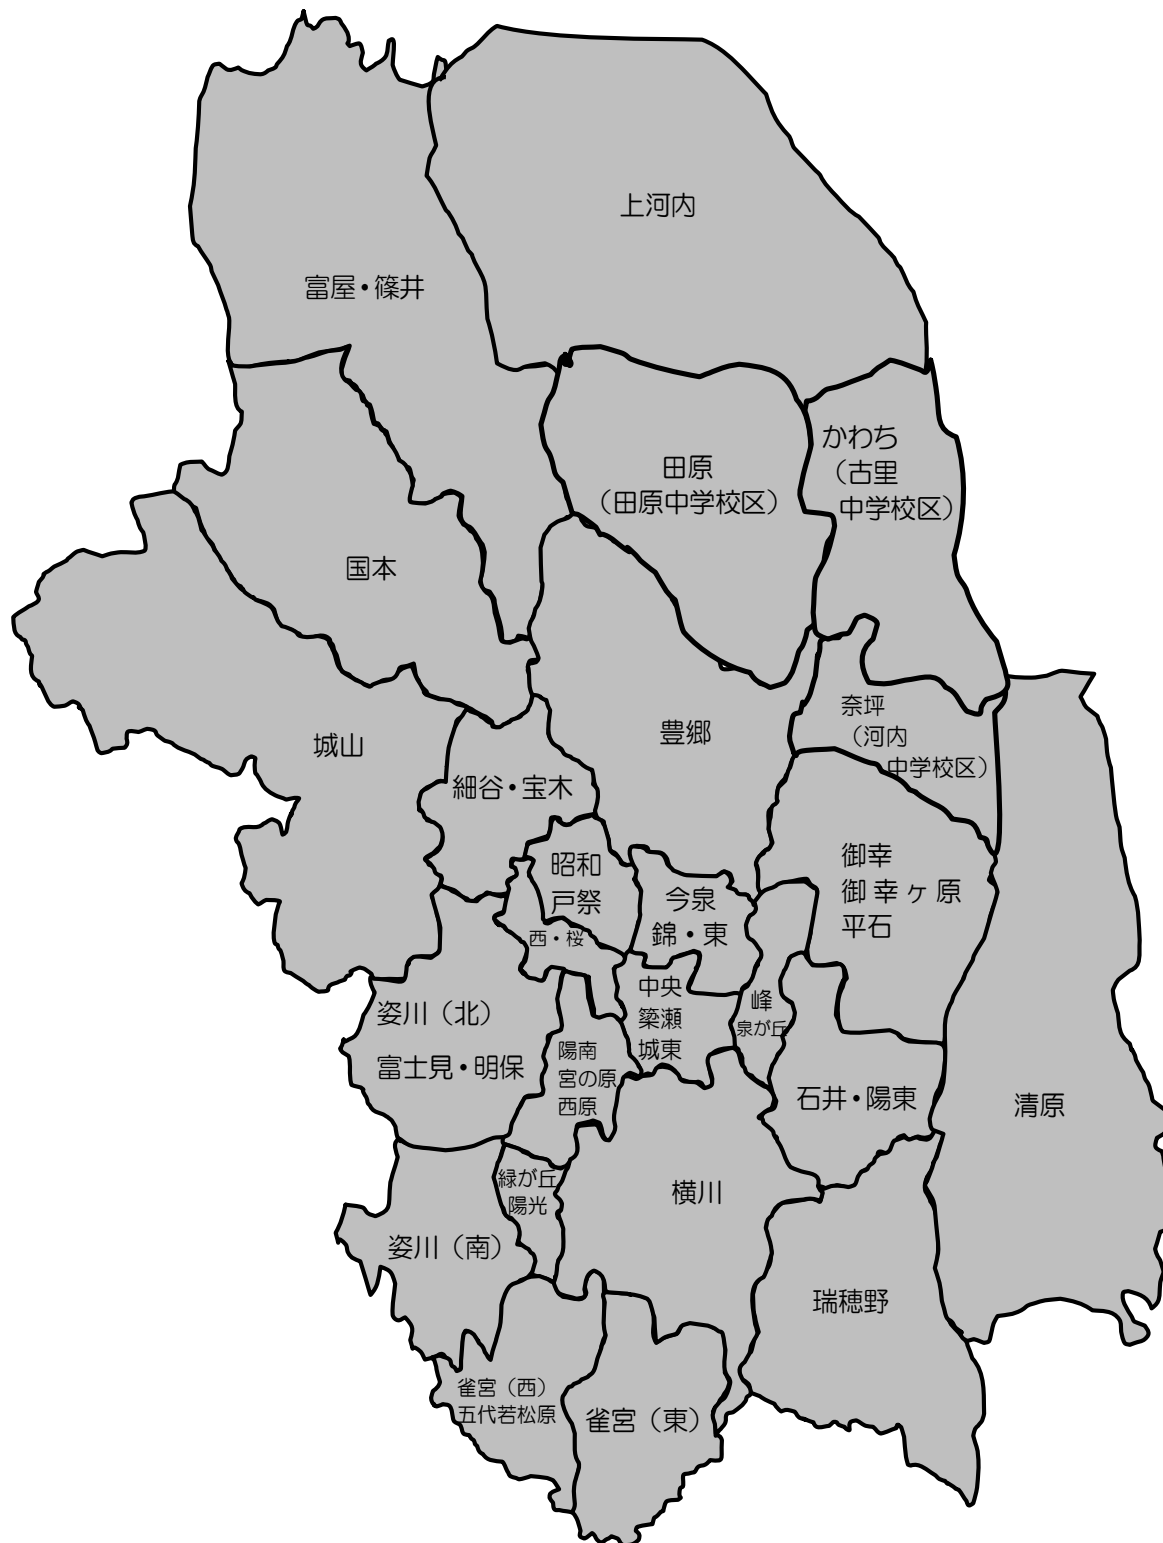 上河内
富屋・篠井
かわち
（古里
中学校区）
田原
（田原中学校区）
国本
奈坪
（河内
中学校区）
豊郷
城山
細谷・宝木
昭和
戸祭
御幸
御幸ヶ原
平石
今泉
錦・東
西・桜
中央
簗瀬
城東
峰
泉が丘
姿川（北）
富士見・明保
陽南
宮の原
西原
石井・陽東
清原
緑が丘
陽光
横川
姿川（南）
瑞穂野
雀宮（西）
五代若松原
雀宮（東）